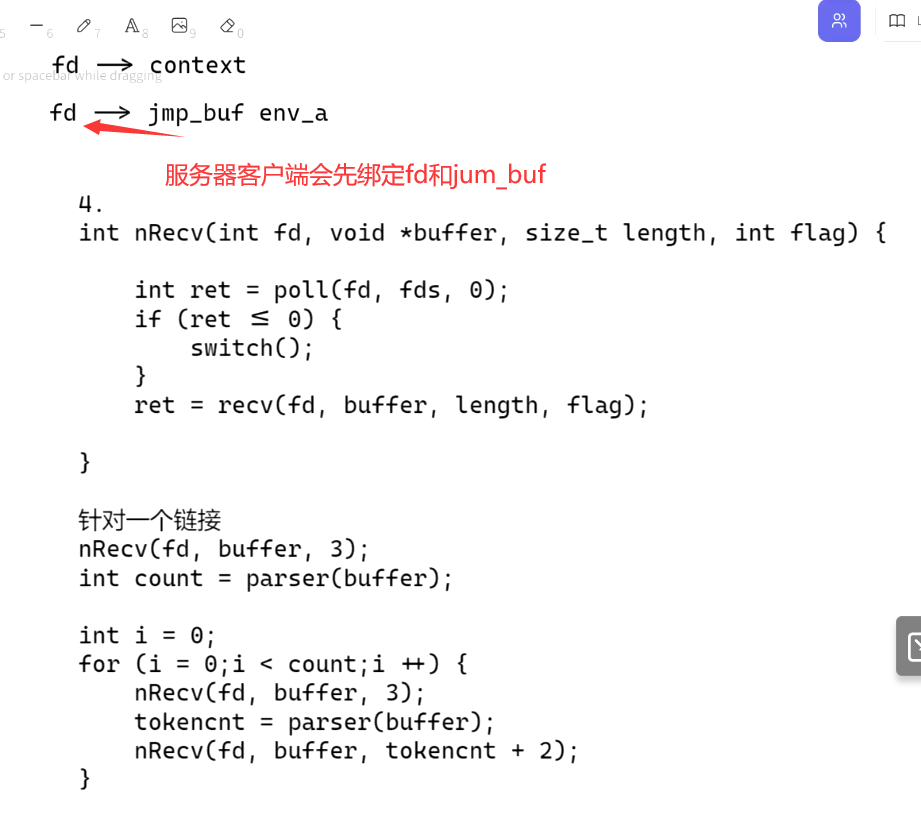 5 6 7 8 9 0
fd → context
or spacebar while dragging
fd → jmp_buf env_a
服务器客户端会先绑定fd和jum_buf
4.
int nRecv(int fd, void *buffer, size_t length, int flag) {
int ret = poll(fd, fds, 0);
if (ret ≤ 0) {
switch();
}
ret = recv(fd, buffer, length, flag);
}
针对一个链接
nRecv(fd, buffer, 3);
int count = parser(buffer);
int i = 0;
for (i = 0;i < count;i ++) {
nRecv(fd, buffer, 3);
tokencnt = parser(buffer);
nRecv(fd, buffer, tokencnt + 2);
}